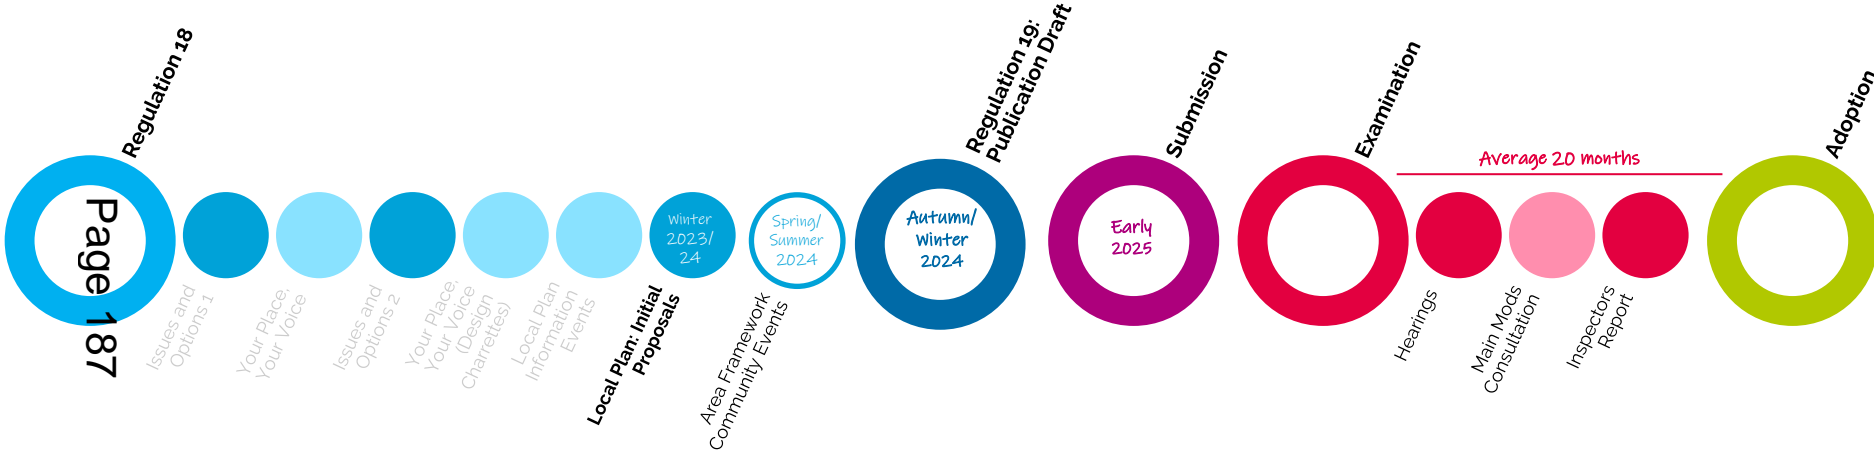 Regulation 18
Page 187
Issues and
Options 1
Your Place,
Your Voice
Issues and
Options 2
Your Place,
Your Voice
(Design
Charrettes)
Local Plan
Information
Events
Winter
2023/
24
Local Plan: Initial
Proposals
Spring/
Summer
2024
Area Framework
Community Events
Regulation 19:
Publication Draft
Autumn/
Winter
2024
Submission
Early
2025
Examination
Average 20 months
Hearings
Main Mods
Consultation
Inspectors
Report
Adoption